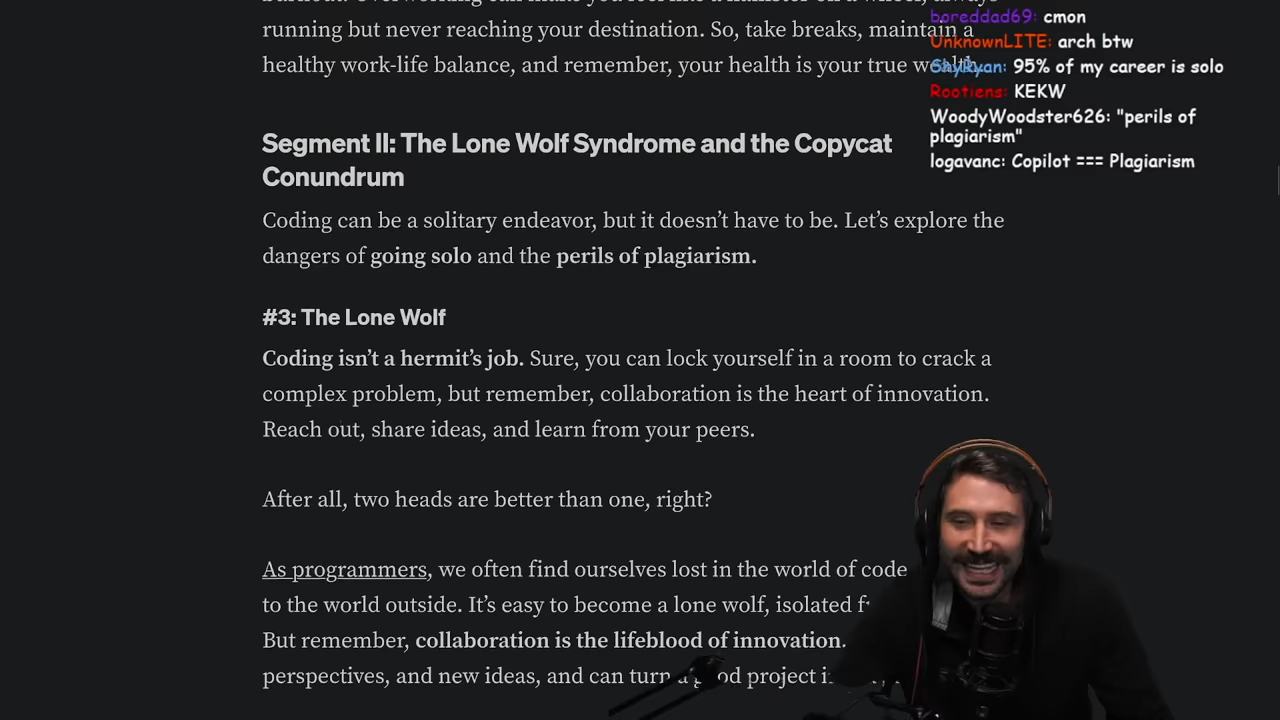 running but never reaching your destination. So, take breaks, maintain a
healthy work-life balance, and remember, your health is your true wealth.
Segment II: The Lone Wolf Syndrome and the Copycat
Conundrum
Coding can be a solitary endeavor, but it doesn’t have to be. Let’s explore the
dangers of going solo and the perils of plagiarism.
#3: The Lone Wolf
Coding isn’t a hermit’s job. Sure, you can lock yourself in a room to crack a
complex problem, but remember, collaboration is the heart of innovation.
Reach out, share ideas, and learn from your peers.
After all, two heads are better than one, right?
As programmers, we often find ourselves lost in the world of code
to the world outside. It’s easy to become a lone wolf, isolated
But remember, collaboration is the lifeblood of innovation.
perspectives, and new ideas, and can turn a good project
boreddad69: cmon
UnknownLITE: arch btw
ShyRyan: 95% of my career is solo
Rootiens: KEKW
WoodyWoodster626: "perils of
plagiarism"
logavanc: Copilot === Plagiarism